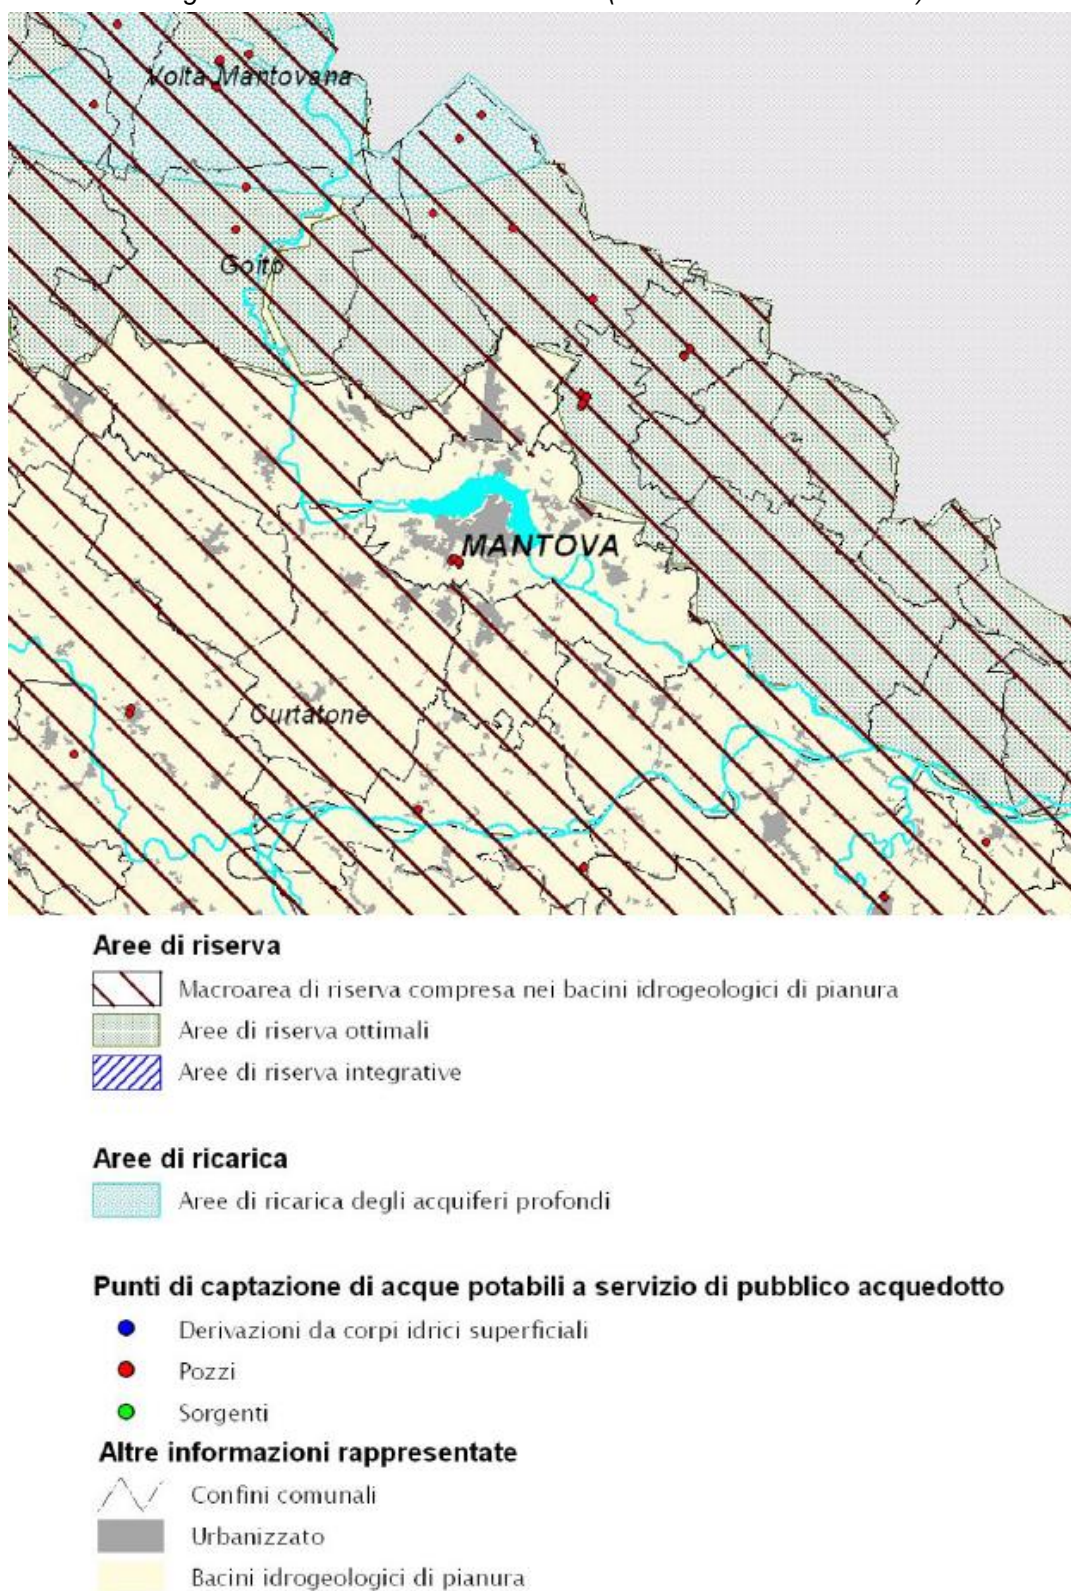 Volta Mantovana
Goito
MANTOVA
Curtatone
Aree di riserva
Macroarea di riserva compresa nei bacini idrogeologici di pianura
Aree di riserva ottimali
Aree di riserva integrative
Aree di ricarica
Aree di ricarica degli acquiferi profondi
Punti di captazione di acque potabili a servizio di pubblico acquedotto
Derivazioni da corpi idrici superficiali
Pozzi
Sorgenti
Altre informazioni rappresentate
Confini comunali
Urbanizzato
Bacini idrogeologici di pianura